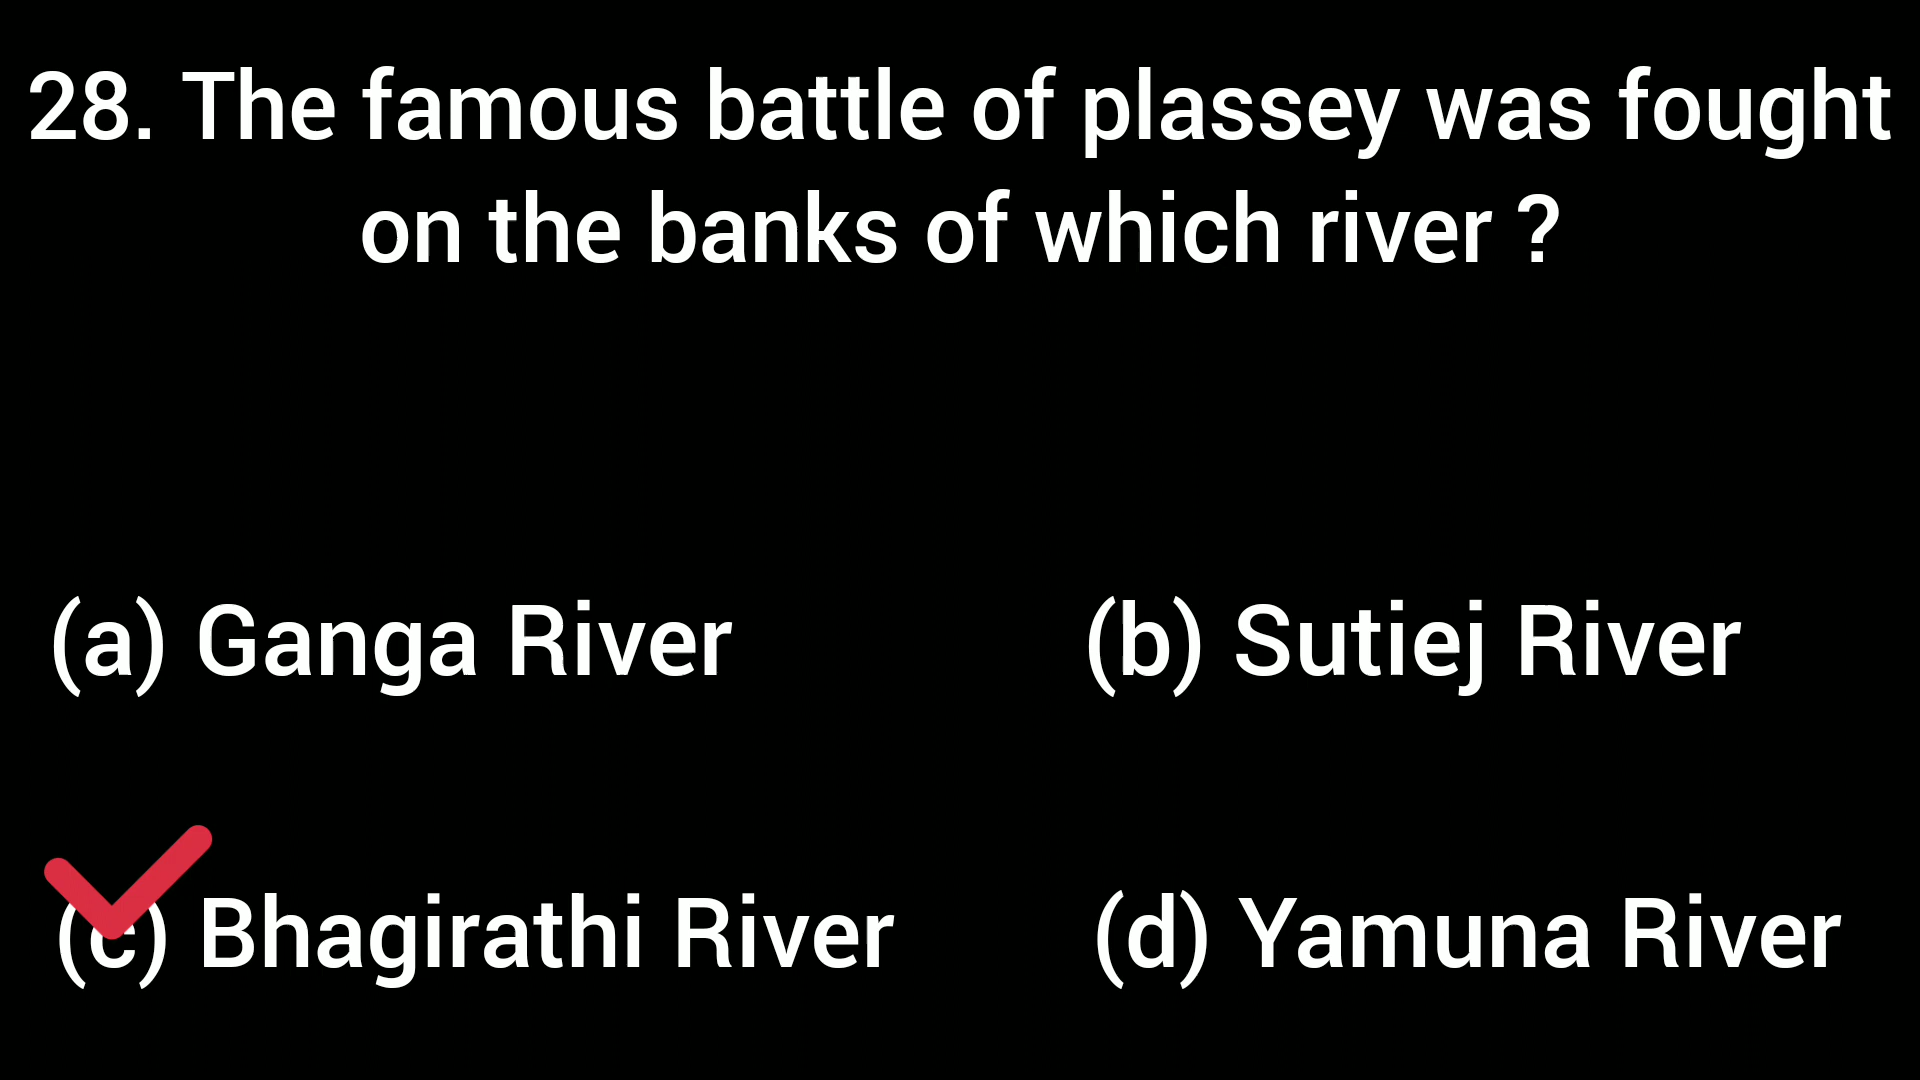 28. The famous battle of plassey was fought
on the banks of which river ?
(a) Ganga River
(b) Sutiej River
(c) Bhagirathi River
(d) Yamuna River